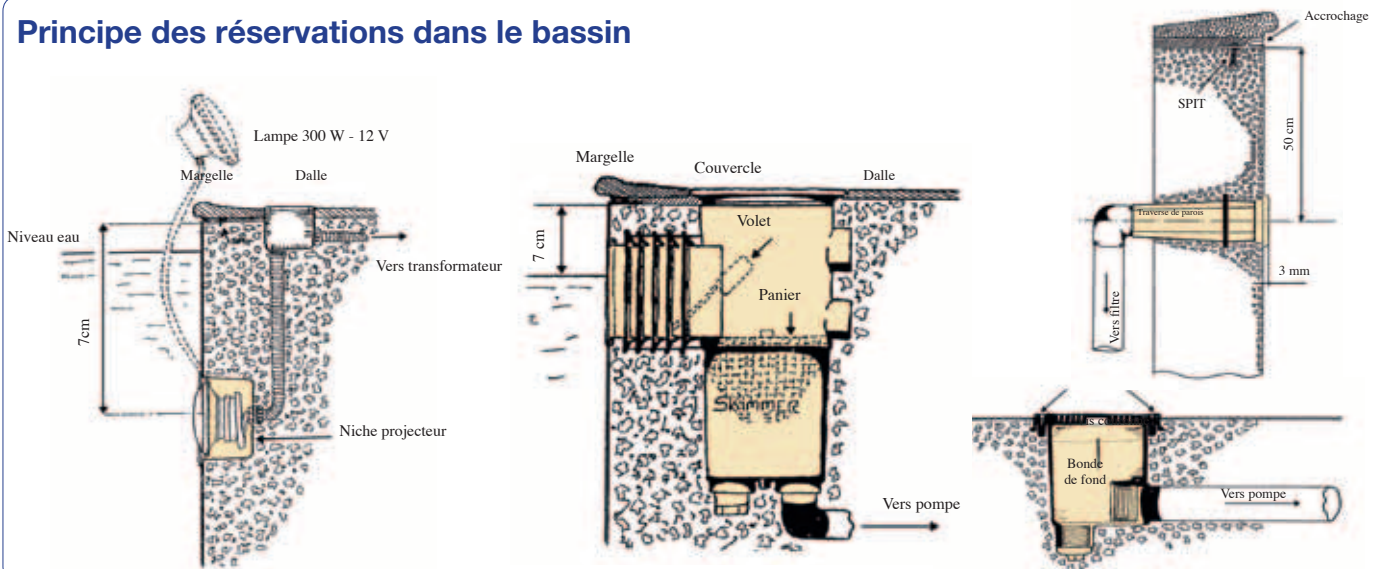 Principe des réservations dans le bassin
Lampe 300 W - 12 V
Margelle
Dalle
Niveau eau
Vers transformateur
7cm
Niche projecteur
Margelle
Couvercle
Dalle
7 cm
Volet
Panier
SKIMMER
Vers pompe
Accrochage
SPIT
50 cm
Traverse de parois
3 mm
Vers filtre
Bonde
de fond
Vers pompe